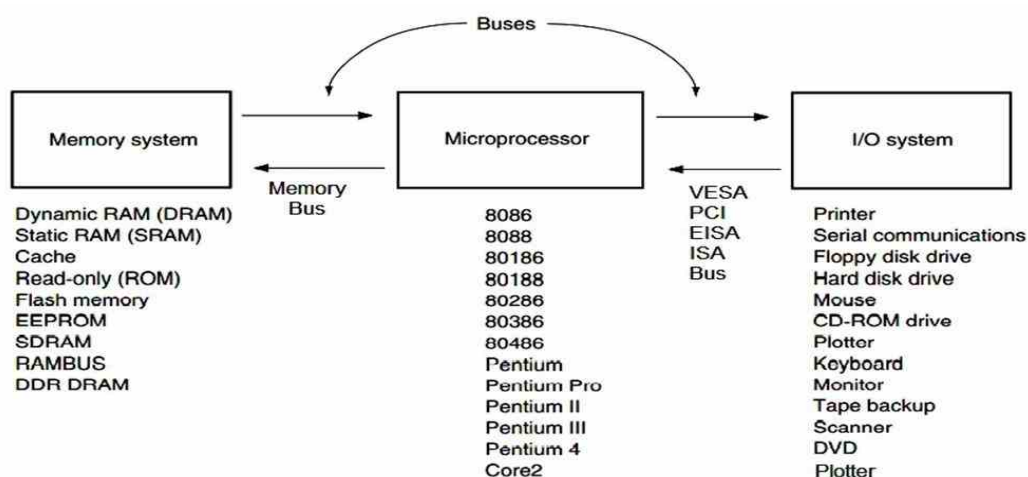 Buses
Memory system
Microprocessor
I/O system
Memory
Bus
VESA
PCI
EISA
ISA
Bus
Dynamic RAM (DRAM)
Static RAM (SRAM)
Cache
Read-only (ROM)
Flash memory
EEPROM
SDRAM
RAMBUS
DDR DRAM
8086
8088
80186
80188
80286
80386
80486
Pentium
Pentium Pro
Pentium II
Pentium III
Pentium 4
Core2
Printer
Serial communications
Floppy disk drive
Hard disk drive
Mouse
CD-ROM drive
Plotter
Keyboard
Monitor
Tape backup
Scanner
DVD
Plotter